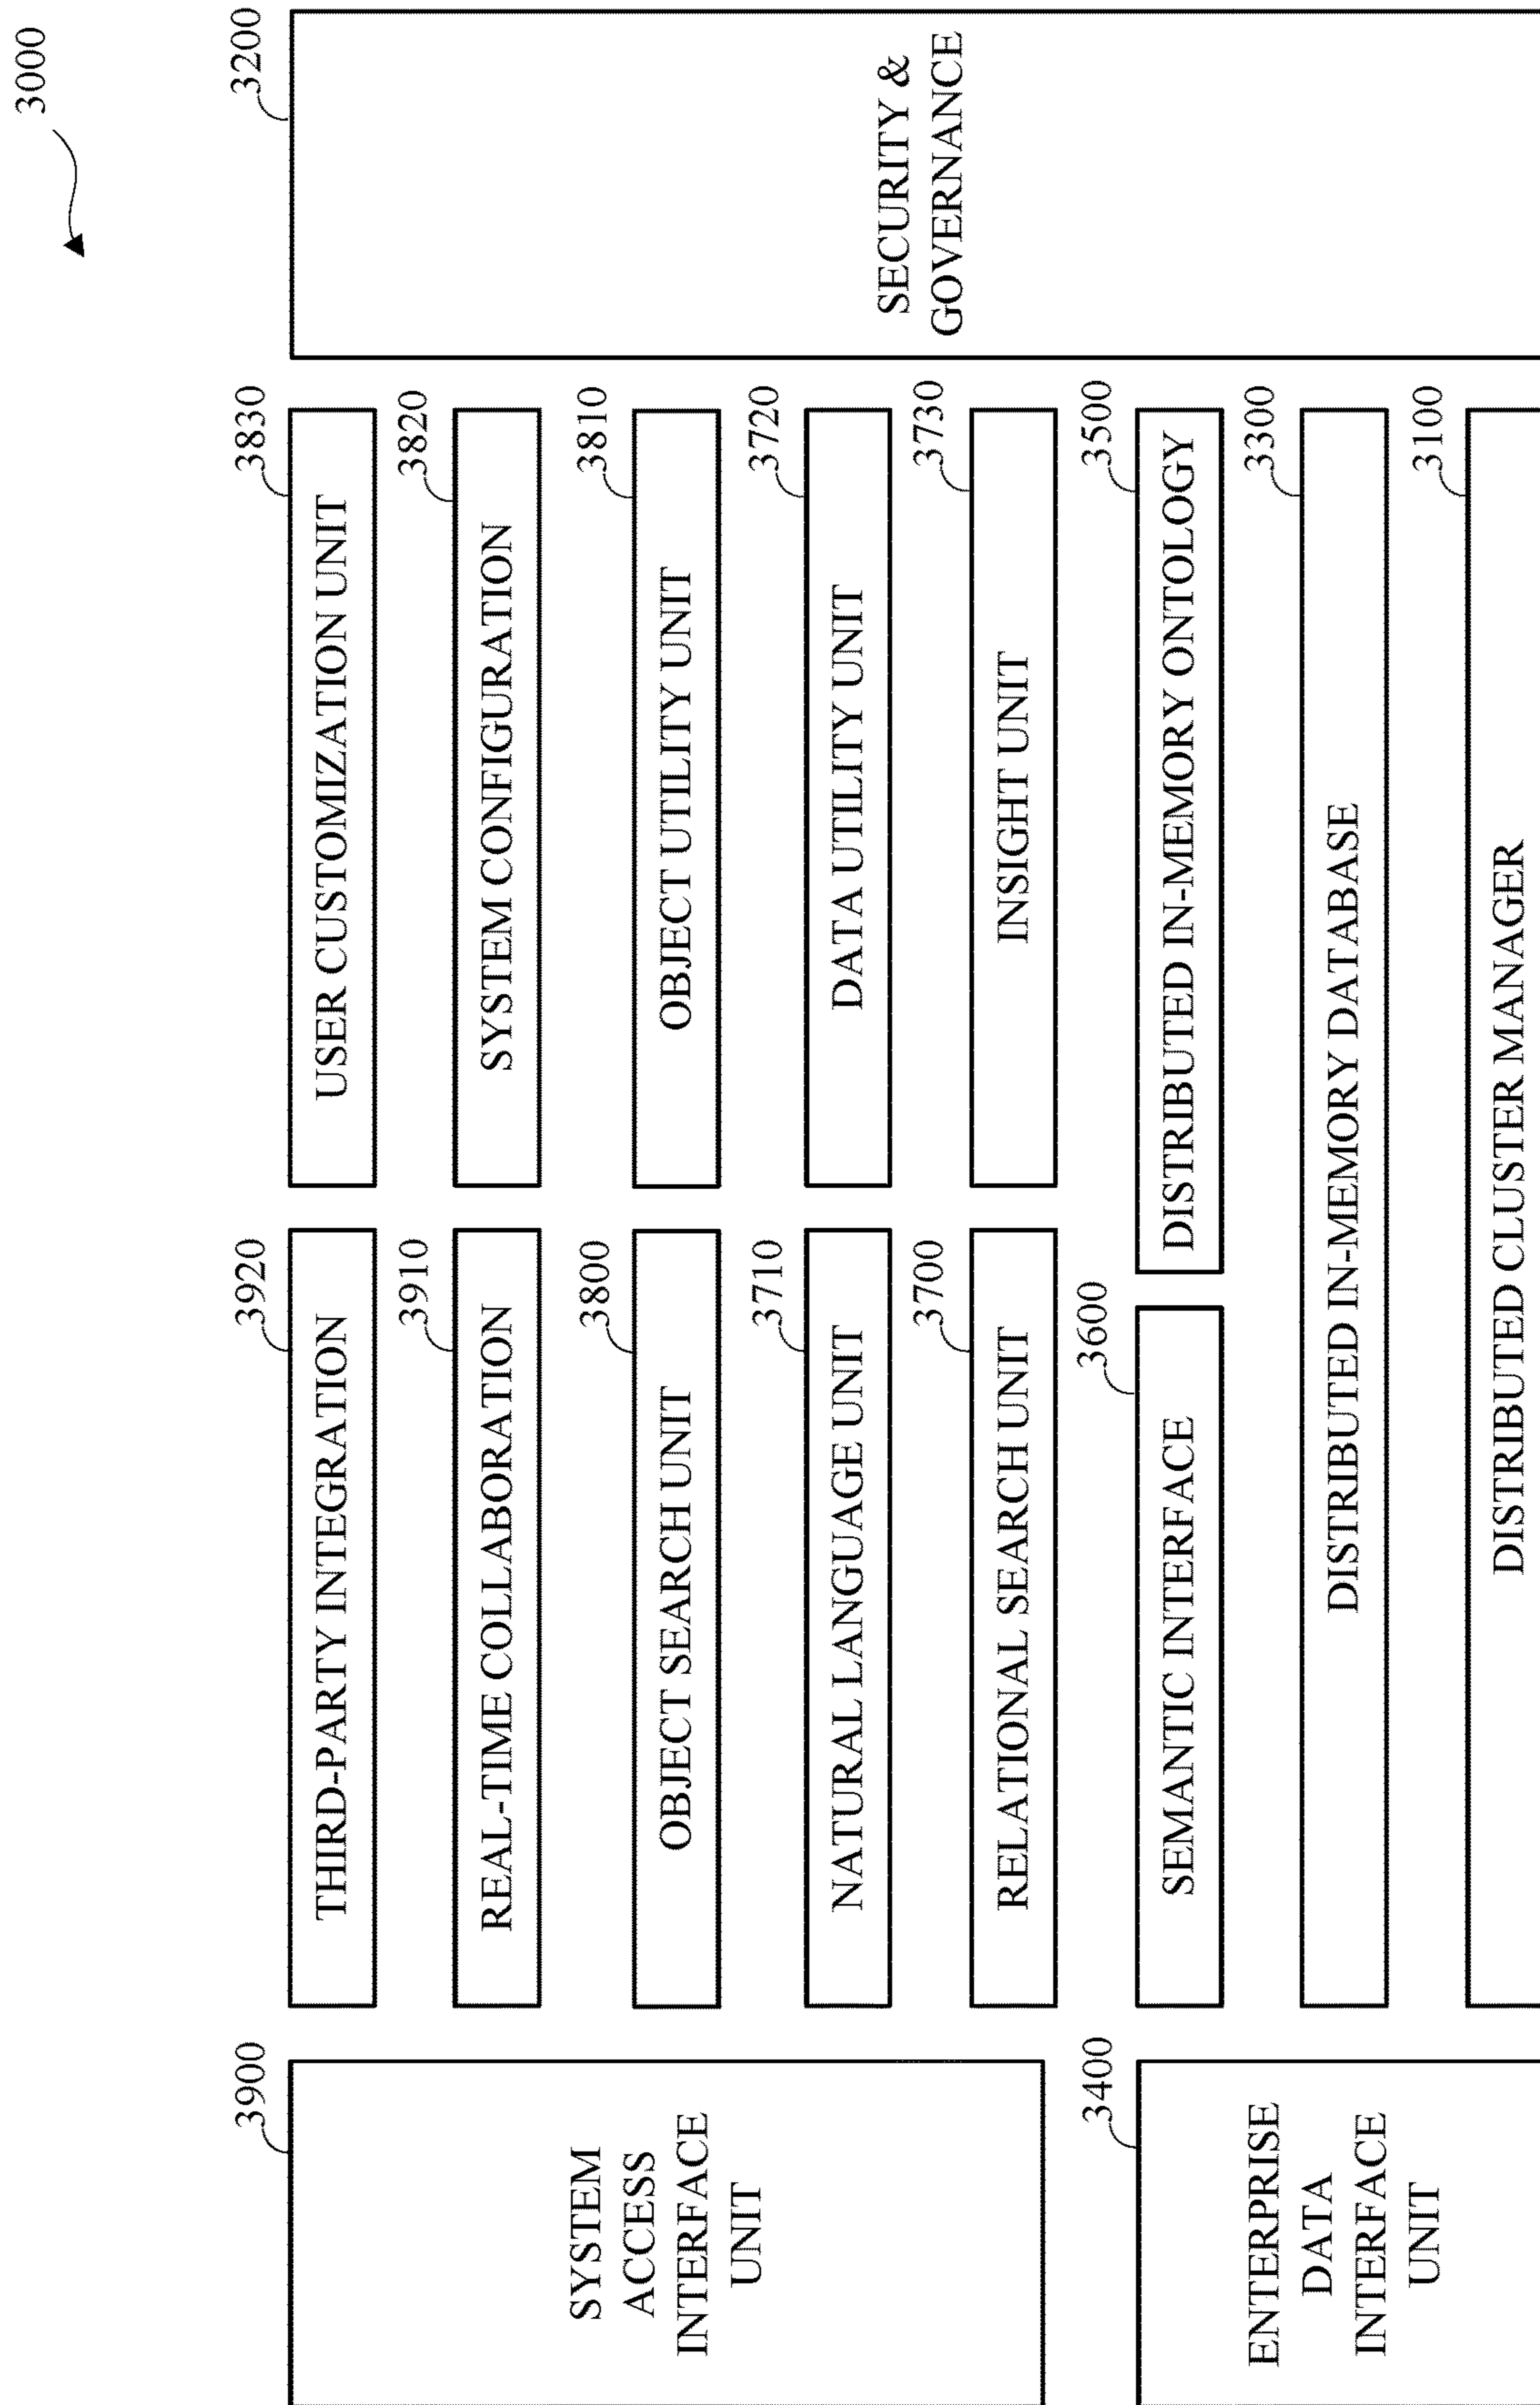 3000
3900
SYSTEM
ACCESS
INTERFACE
UNIT
3920
THIRD-PARTY INTEGRATION
3830
USER CUSTOMIZATION UNIT
3200
SECURITY &
GOVERNANCE
3910
REAL-TIME COLLABORATION
3820
SYSTEM CONFIGURATION
3800
OBJECT SEARCH UNIT
3810
OBJECT UTILITY UNIT
3710
NATURAL LANGUAGE UNIT
3720
DATA UTILITY UNIT
3700
RELATIONAL SEARCH UNIT
3730
INSIGHT UNIT
3400
ENTERPRISE
DATA
INTERFACE
UNIT
3600
SEMANTIC INTERFACE
3500
DISTRIBUTED IN-MEMORY ONTOLOGY
3300
DISTRIBUTED IN-MEMORY DATABASE
3100
DISTRIBUTED CLUSTER MANAGER